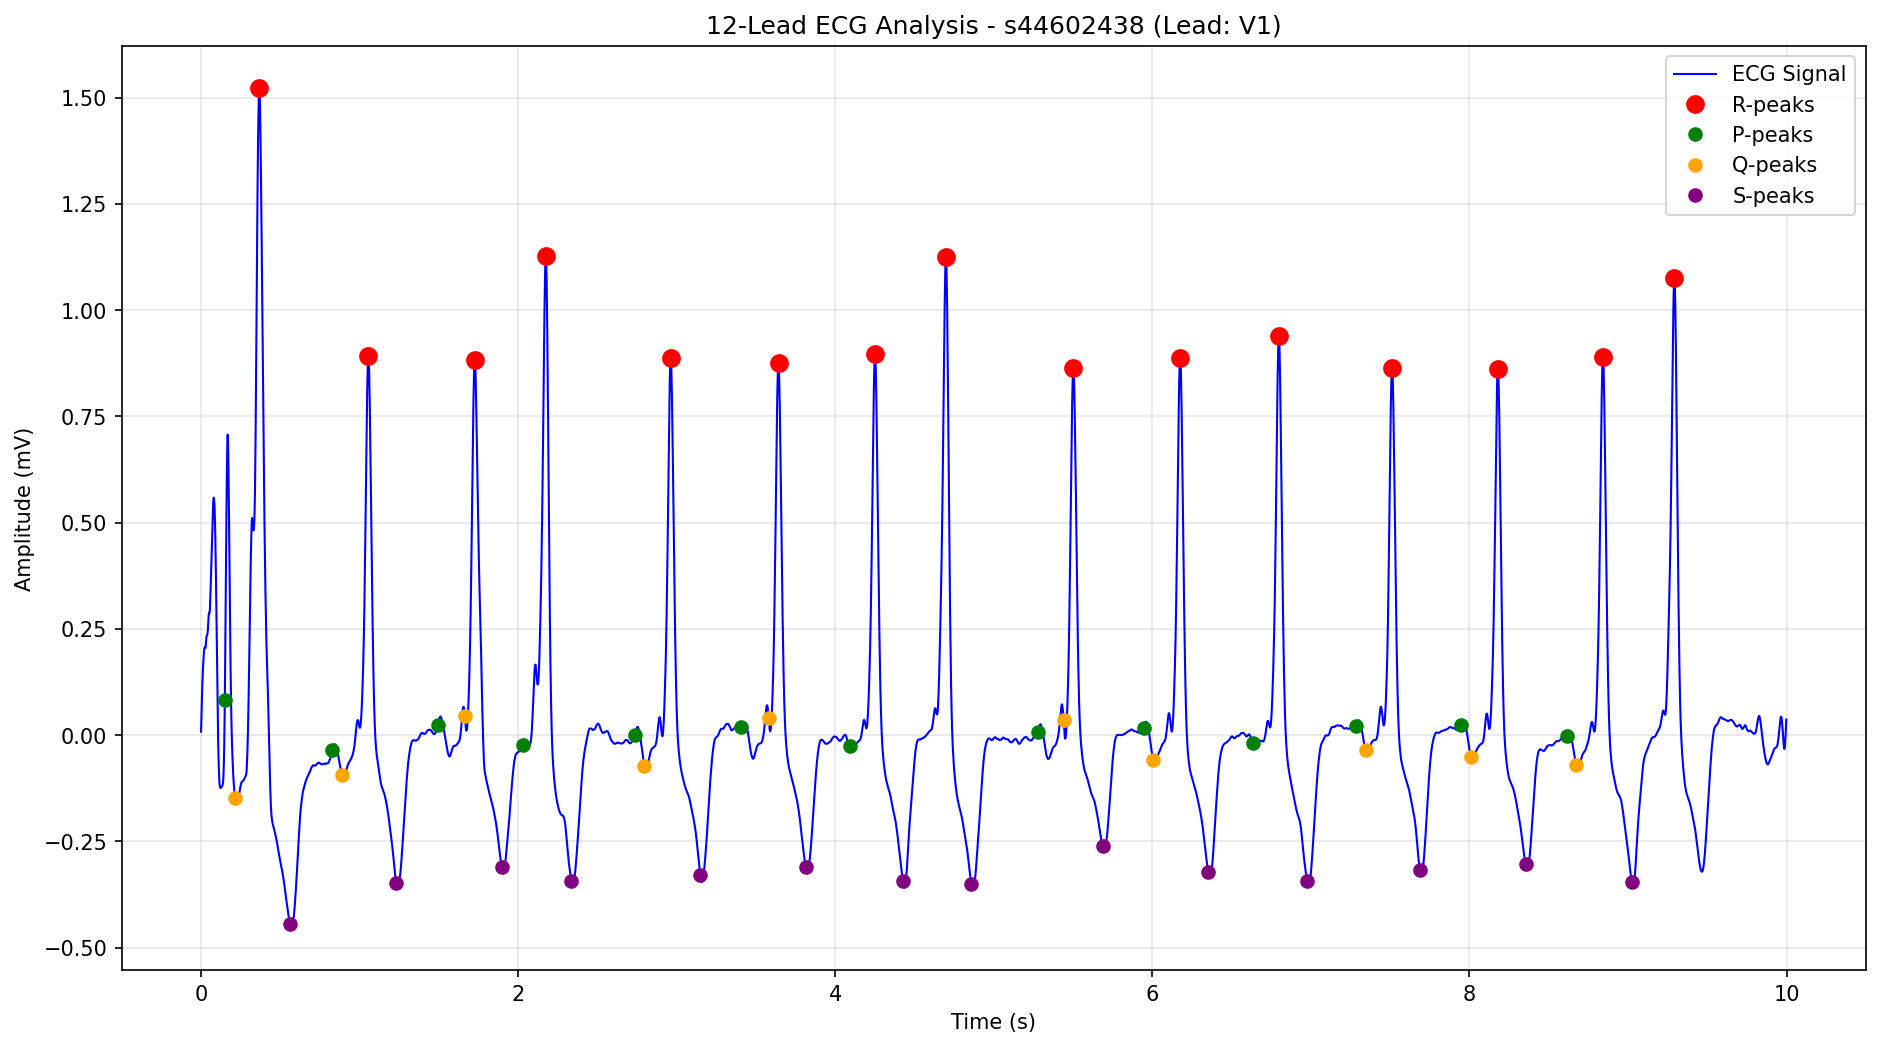 12-Lead ECG Analysis - s44602438 (Lead: V1)
ECG Signal
R-peaks
P-peaks
Q-peaks
S-peaks
Amplitude (mV)
1.50
1.25
1.00
0.75
0.50
0.25
0.00
−0.25
−0.50
0
2
4
6
8
10
Time (s)